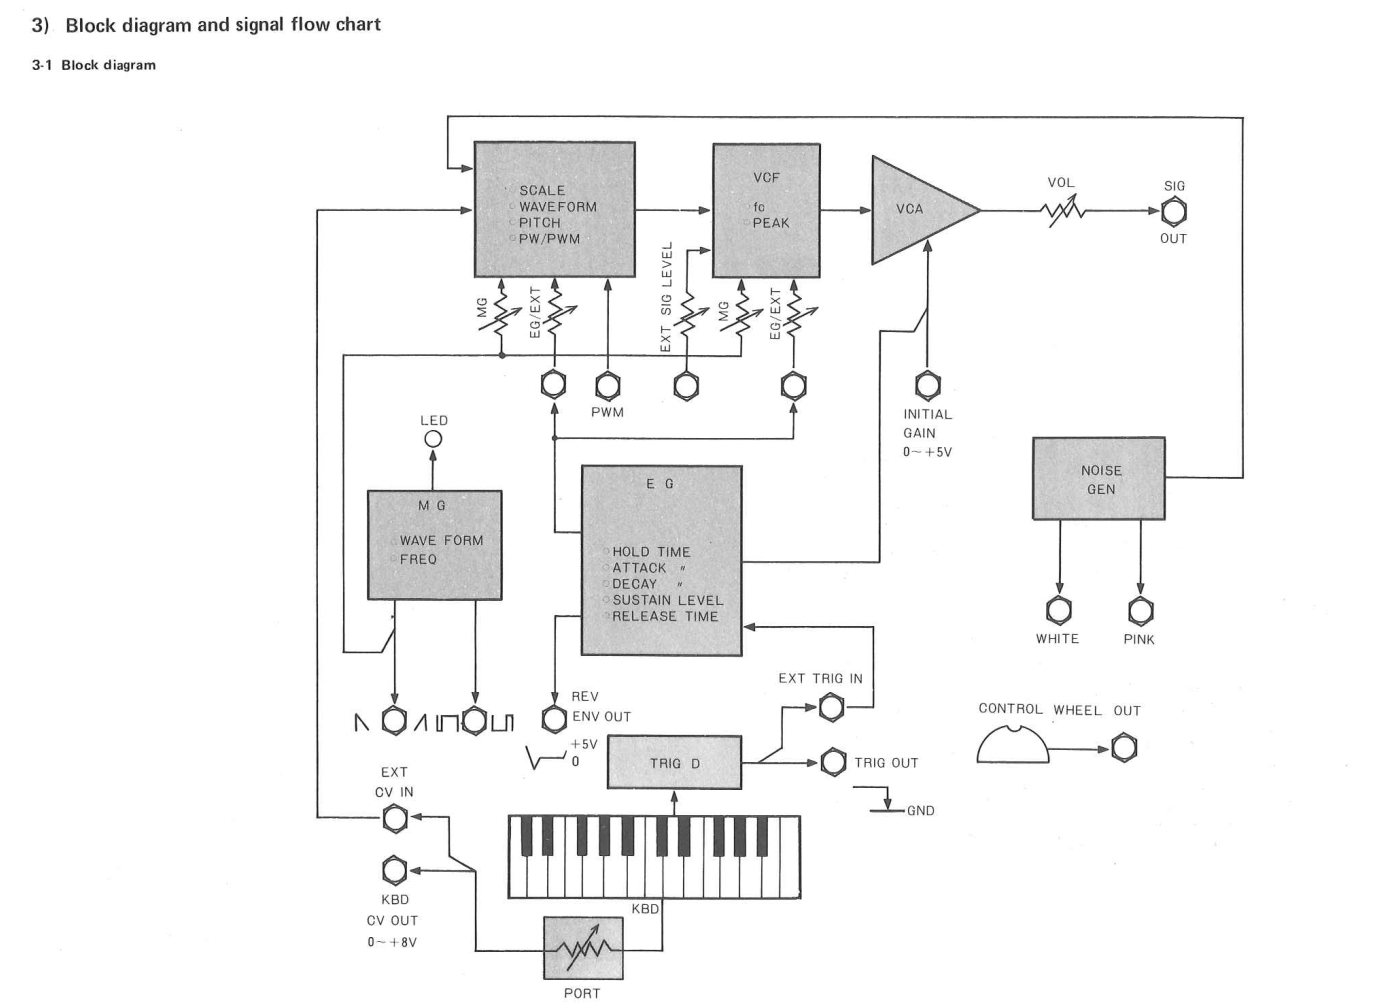 3) Block diagram and signal flow chart
3-1 Block diagram
SCALE
WAVEFORM
PITCH
PW/PWM
VCF
fc
PEAK
VCA
VOL
SIG
OUT
MG
EG/EXT
EXT SIG LEVEL
MG
EG/EXT
PWM
INITIAL
GAIN
0~+5V
LED
M G
WAVE FORM
FREQ
E G
HOLD TIME
ATTACK "
DECAY "
SUSTAIN LEVEL
RELEASE TIME
NOISE
GEN
WHITE
PINK
REV
ENV OUT
+5V
0
EXT TRIG IN
TRIG D
TRIG OUT
GND
CONTROL WHEEL OUT
EXT
CV IN
KBD
CV OUT
0~+8V
KBD
PORT